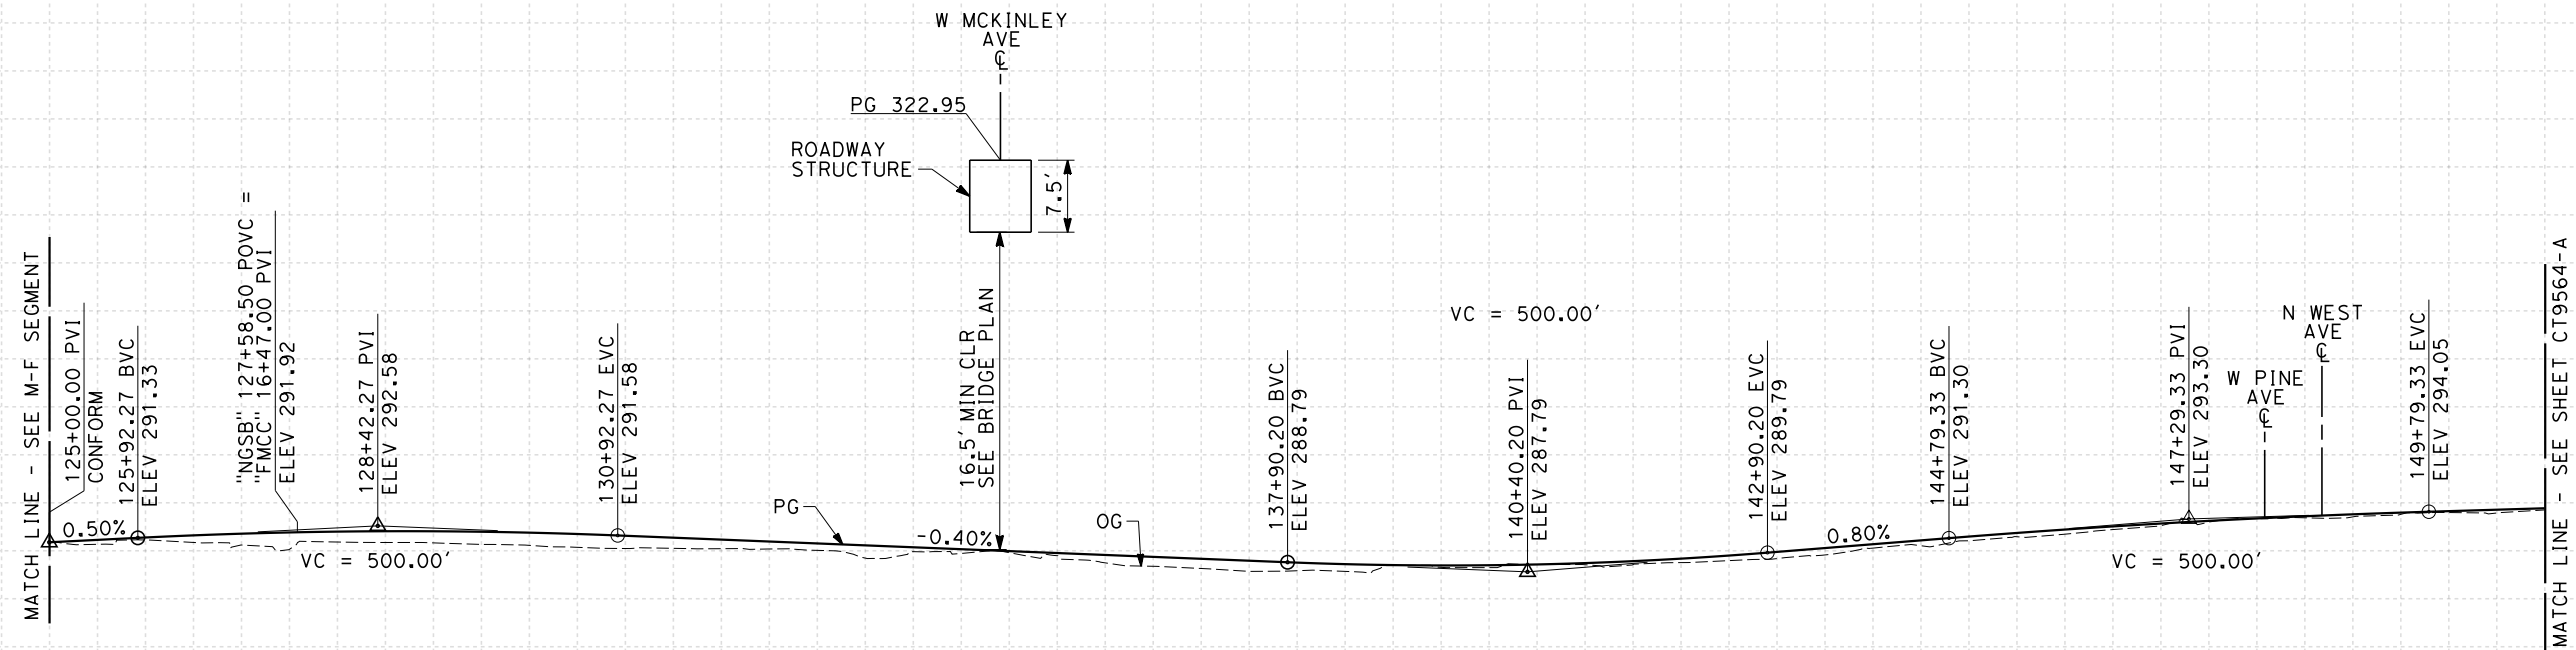 W MCKINLEY
AVE
℄
PG 322.95
ROADWAY
STRUCTURE
7.5'
16.5' MIN CLR
SEE BRIDGE PLAN
MATCH LINE - SEE M-F SEGMENT
125+00.00 PVI
CONFORM
125+92.27 BVC
ELEV 291.33
"NGSB" 127+58.50 POVC =
"FMCC" 16+47.00 PVI
ELEV 291.92
128+42.27 PVI
ELEV 292.58
130+92.27 EVC
ELEV 291.58
137+90.20 BVC
ELEV 288.79
VC = 500.00'
140+40.20 PVI
ELEV 287.79
142+90.20 EVC
ELEV 289.79
144+79.33 BVC
ELEV 291.30
147+29.33 PVI
ELEV 293.30
W PINE
AVE
℄
N WEST
AVE
℄
149+79.33 EVC
ELEV 294.05
MATCH LINE - SEE SHEET CT9564-A
0.50%
VC = 500.00'
PG
-0.40%
OG
0.80%
VC = 500.00'